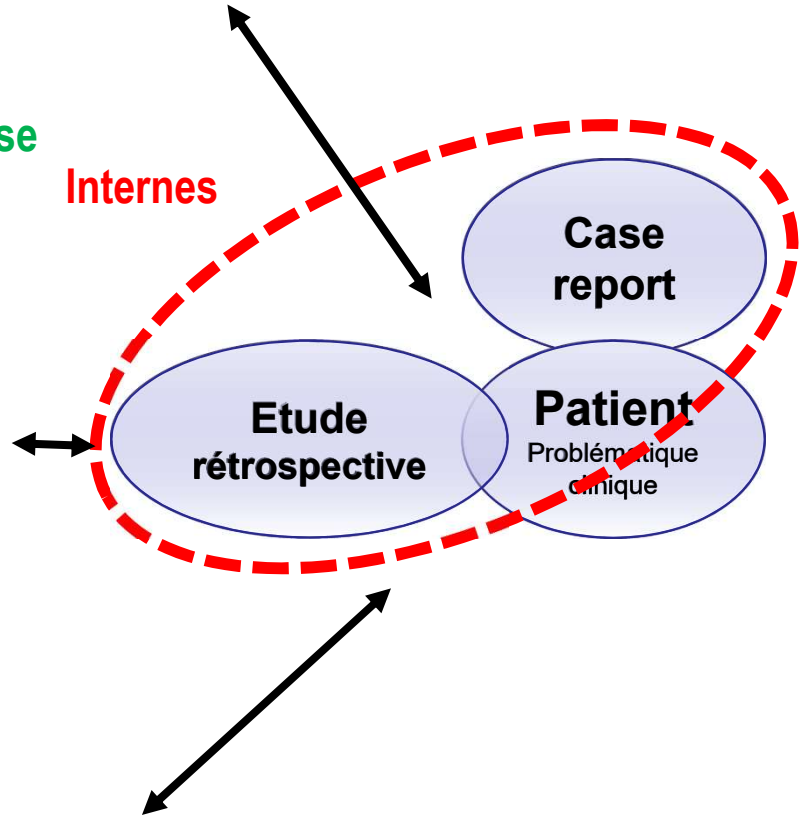 se
Internes
Case
report
Etude
rétrospective
Patient
Problématique
clinique